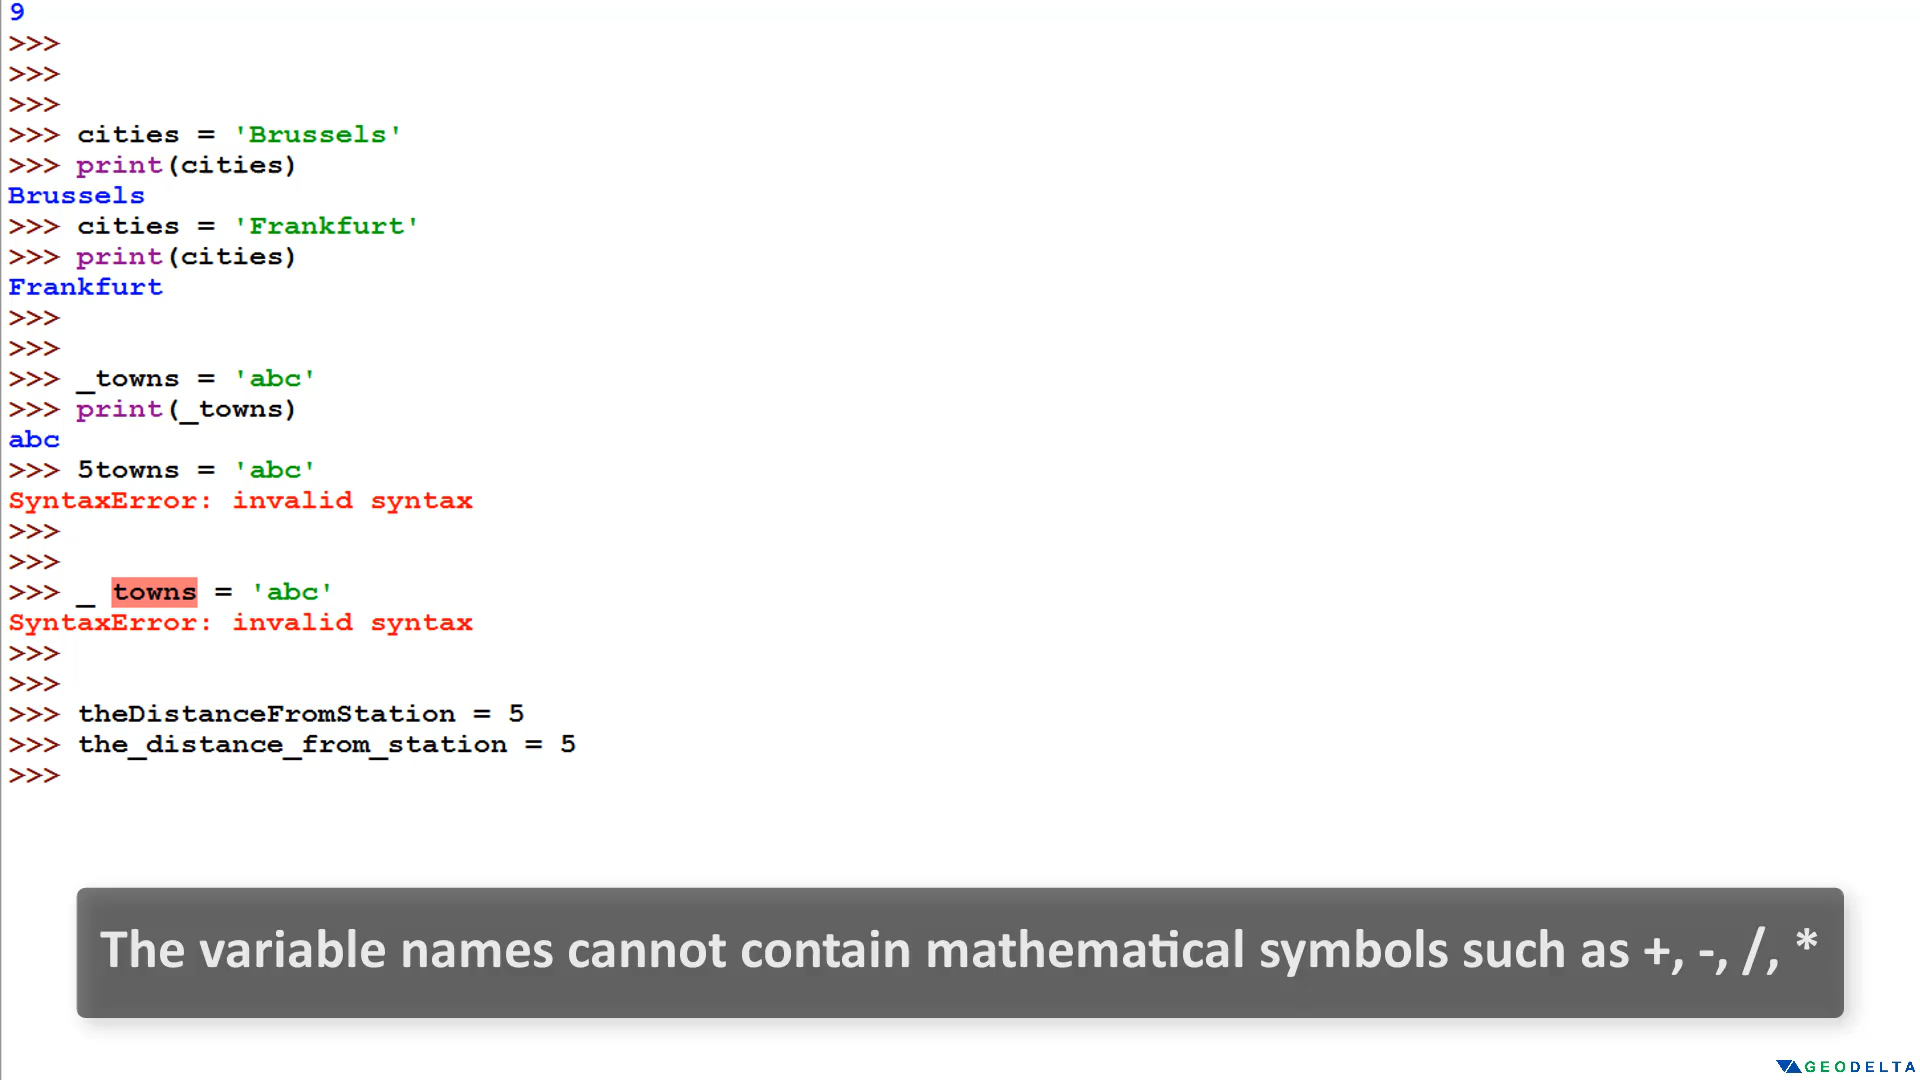 9
>>>
>>>
>>>
>>> cities = 'Brussels'
>>> print(cities)
Brussels
>>> cities = 'Frankfurt'
>>> print(cities)
Frankfurt
>>>
>>>
>>> _towns = 'abc'
>>> print(_towns)
abc
>>> 5towns = 'abc'
SyntaxError: invalid syntax
>>>
>>>
>>> _ towns = 'abc'
SyntaxError: invalid syntax
>>>
>>>
>>> theDistanceFromStation = 5
>>> the_distance_from_station = 5
>>>
The variable names cannot contain mathematical symbols such as +, -, /, *
GEODELTA